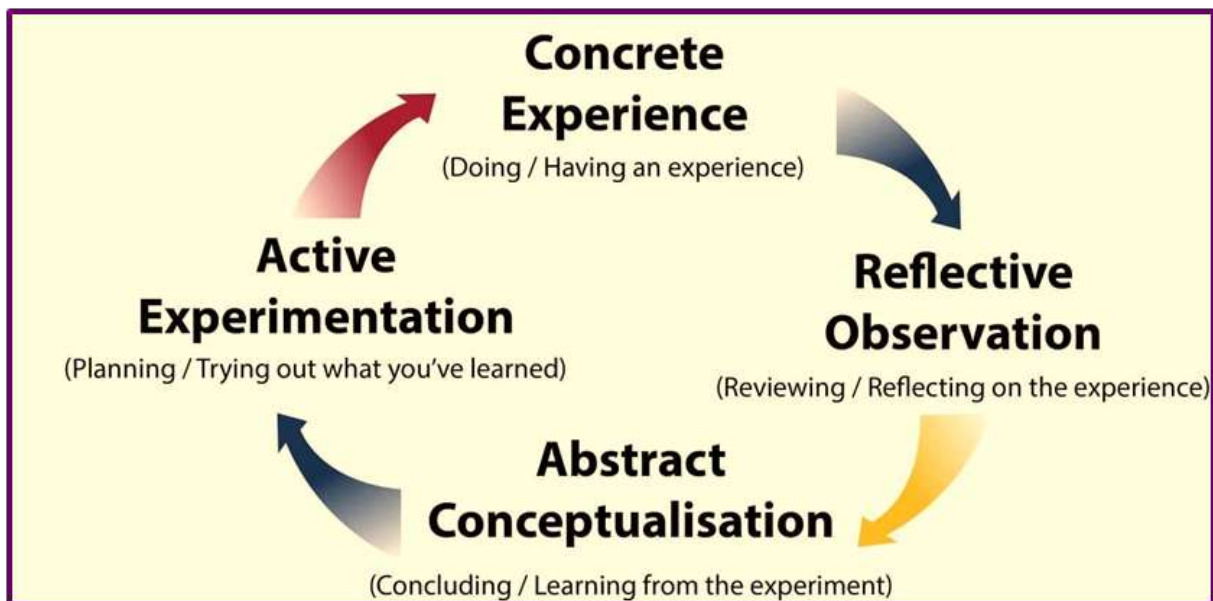 Concrete
Experience
(Doing / Having an experience)
Reflective
Observation
(Reviewing / Reflecting on the experience)
Abstract
Conceptualisation
(Concluding / Learning from the experiment)
Active
Experimentation
(Planning / Trying out what you've learned)